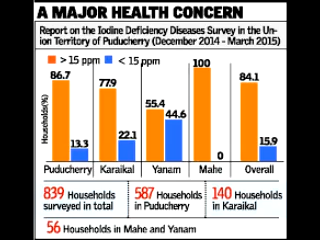 A MAJOR HEALTH CONCERN
Report on the Iodine Deficiency Diseases Survey in the Un-
ion Territory of Puducherry (December 2014 - March 2015)
> 15 ppm < 15 ppm
Households(%)
86.7 13.3
77.9 22.1
55.4 44.6
100 0
84.1 15.9
Puducherry Karaikal Yanam Mahe Overall
839 Households
surveyed in total
587 Households
in Puducherry
140 Households
in Karaikal
56 Households in Mahe and Yanam